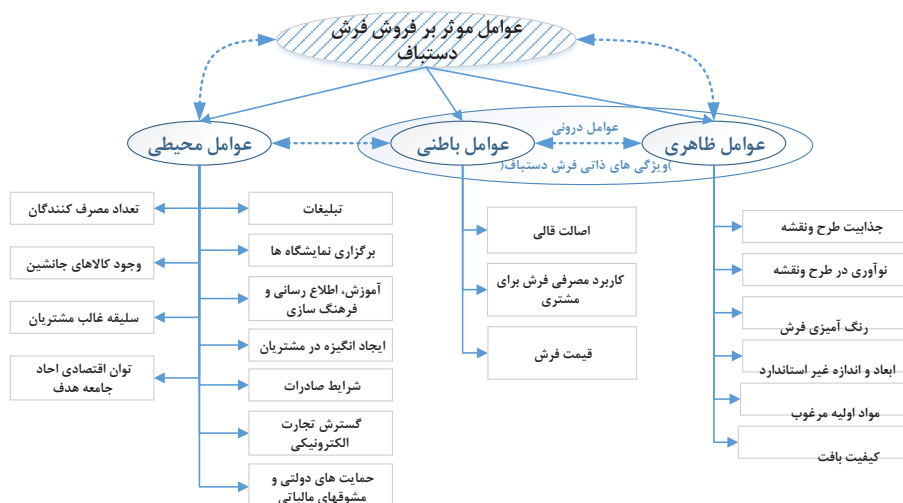 عوامل موثر بر فروش فرش
دستباف
عوامل ظاهری
عوامل درونی
عوامل باطنی
)ویژگی های ذاتی فرش دستباف(
عوامل محیطی
جذابیت طرح ونقشه
نوآوری در طرح ونقشه
رنگ آمیزی فرش
ابعاد و اندازه غیر استاندارد
مواد اولیه مرغوب
کیفیت بافت
اصالت قالی
کاربرد مصرفی فرش برای
مشتری
قیمت فرش
تبلیغات
برگزاری نمایشگاه ها
آموزش، اطلاع رسانی و
فرهنگ سازی
ایجاد انگیزه در مشتریان
شرایط صادرات
گسترش تجارت
الکترونیکی
حمایت های دولتی و
مشوقهای مالیاتی
تعداد مصرف کنندگان
وجود کالاهای جانشین
سلیقه غالب مشتریان
توان اقتصادی احاد
جامعه هدف